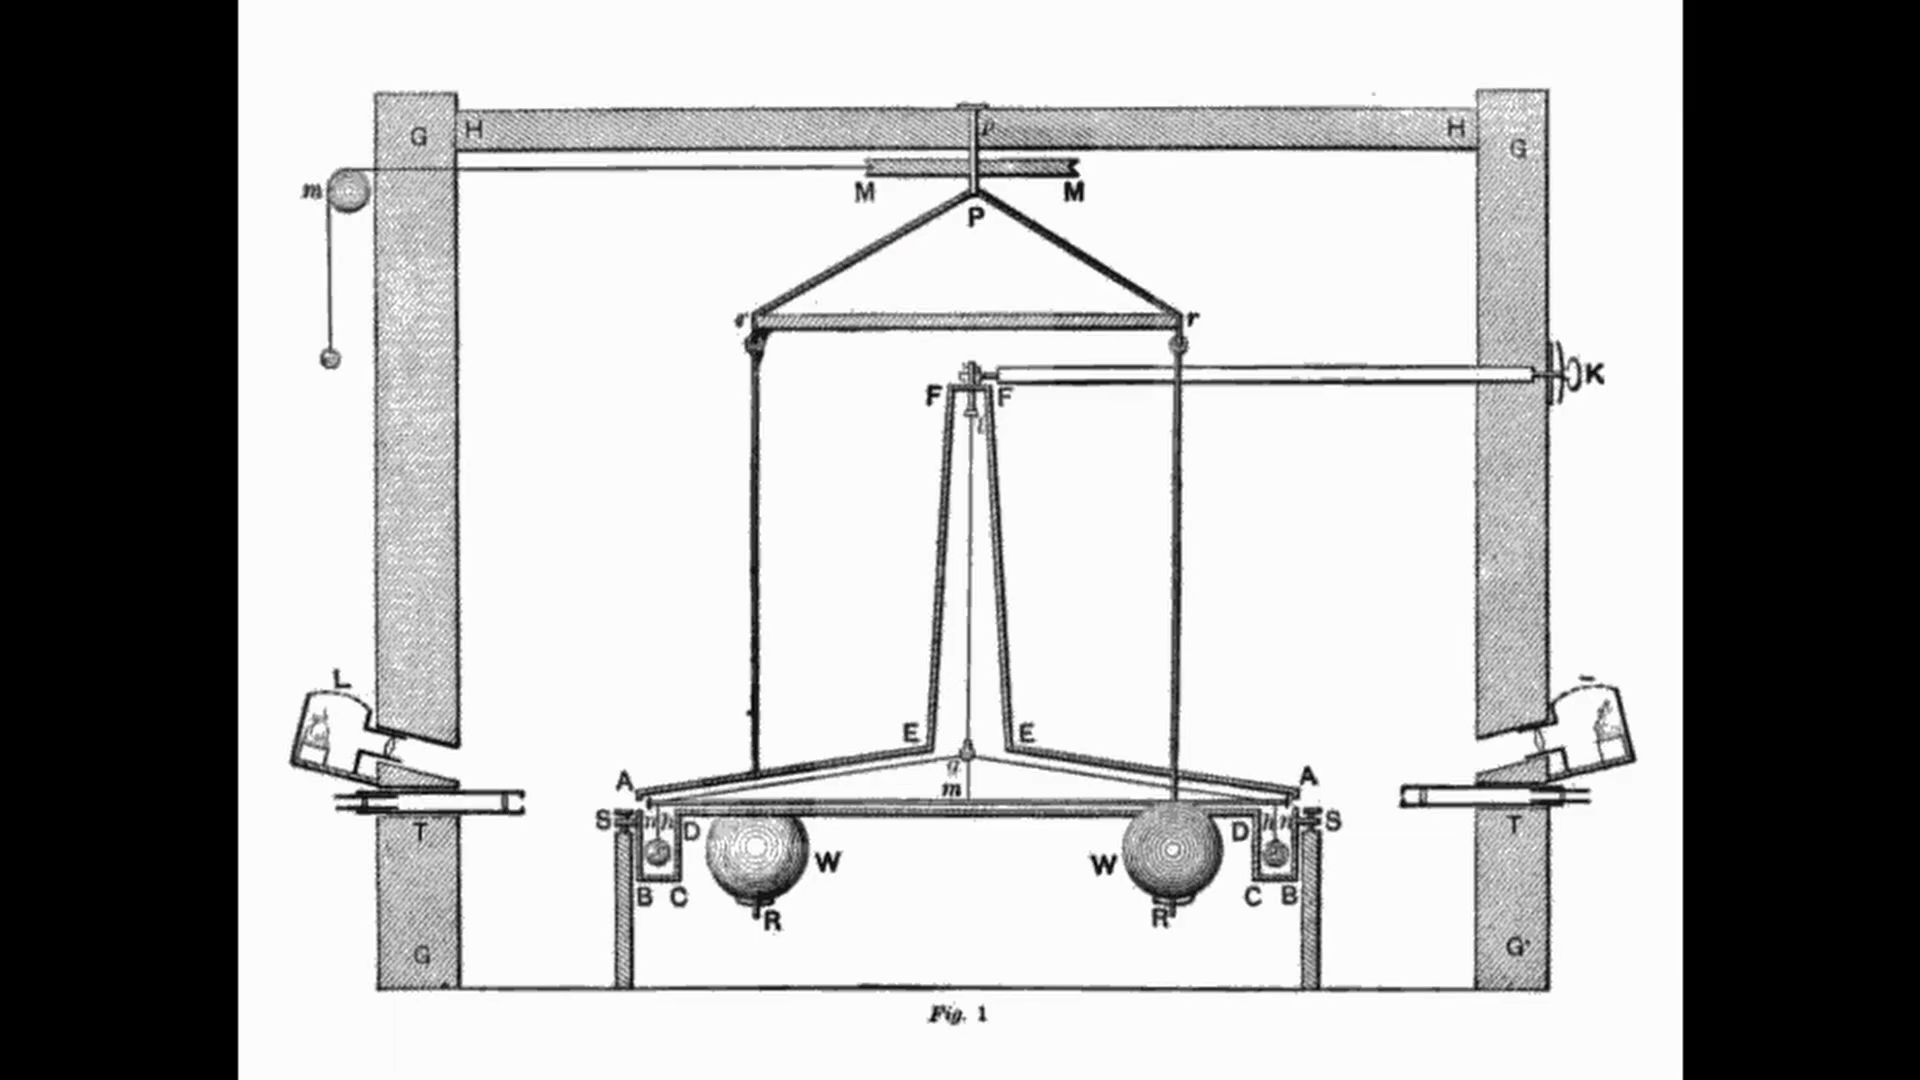 G H p H G
m M M
P
r r
F F K
l
L
E E
g
A A
m
S n h D D h n S
T T
W W
B C C B
R R
G G
Fig. 1